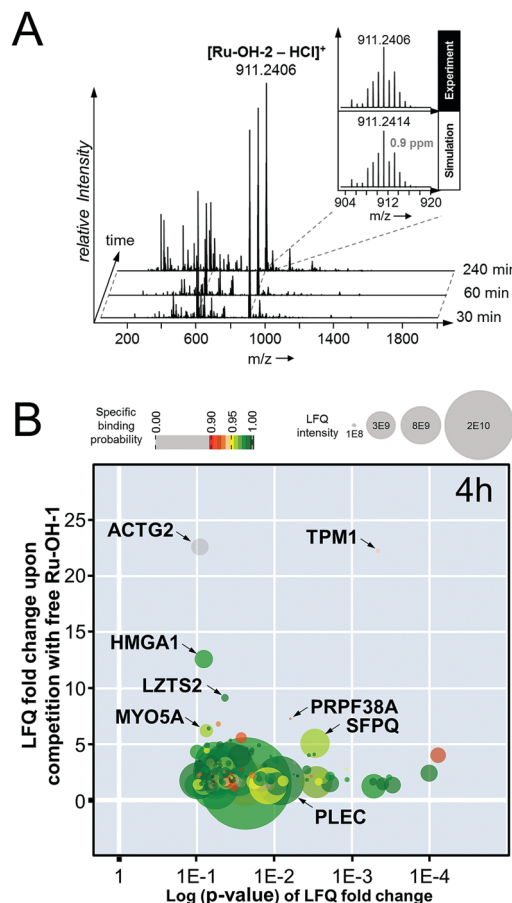 A
[Ru-OH-2 – HCl]⁺
911.2406
relative Intensity
time
240 min
60 min
30 min
200 600 1000 1400 1800
m/z →
911.2406
Experiment
911.2414
0.9 ppm
Simulation
904 912 920
m/z →
B
Specific
binding
probability
0.00
0.90
0.95
1.00
LFQ
intensity
1E8
3E9
8E9
2E10
4h
LFQ fold change upon
competition with free Ru-OH-1
25
20
15
10
5
0
ACTG2
TPM1
HMGA1
LZTS2
MYO5A
PRPF38A
SFPQ
PLEC
1 1E-1 1E-2 1E-3 1E-4
Log (p-value) of LFQ fold change